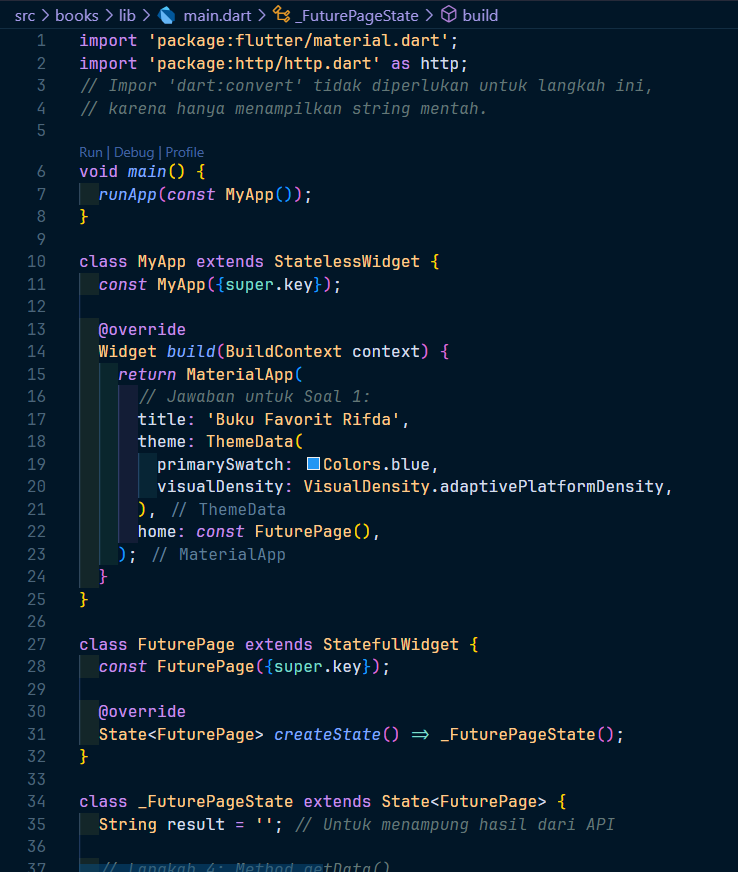 src > books > lib > main.dart > _FuturePageState > build
1 import 'package:flutter/material.dart';
2 import 'package:http/http.dart' as http;
3 // Impor 'dart:convert' tidak diperlukan untuk langkah ini,
4 // karena hanya menampilkan string mentah.
5
Run | Debug | Profile
6 void main() {
7   runApp(const MyApp());
8 }
9
10 class MyApp extends StatelessWidget {
11   const MyApp({super.key});
12
13   @override
14   Widget build(BuildContext context) {
15     return MaterialApp(
16       // Jawaban untuk Soal 1:
17       title: 'Buku Favorit Rifda',
18       theme: ThemeData(
19         primarySwatch: Colors.blue,
20         visualDensity: VisualDensity.adaptivePlatformDensity,
21       ), // ThemeData
22       home: const FuturePage(),
23     ); // MaterialApp
24   }
25 }
26
27 class FuturePage extends StatefulWidget {
28   const FuturePage({super.key});
29
30   @override
31   State<FuturePage> createState() => _FuturePageState();
32 }
33
34 class _FuturePageState extends State<FuturePage> {
35   String result = ''; // Untuk menampung hasil dari API
36
37   // Langkah 4: Method getData()